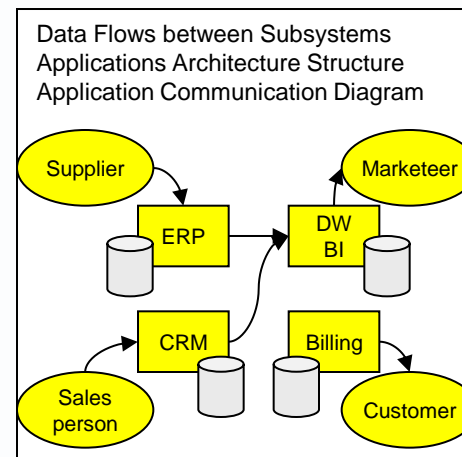 Data Flows between Subsystems
Applications Architecture Structure
Application Communication Diagram
Supplier
Marketeer
ERP
DW
BI
CRM
Billing
Sales
person
Customer